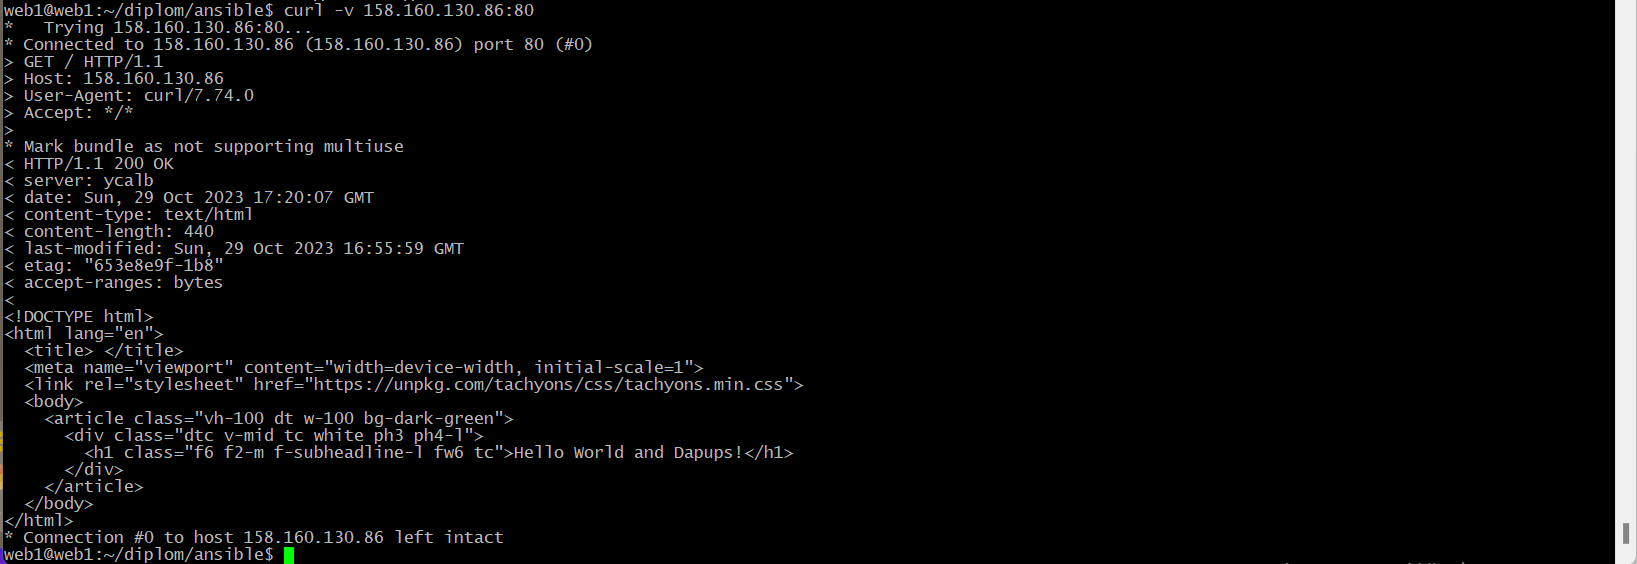 web1@web1:~/diplom/ansible$ curl -v 158.160.130.86:80
*   Trying 158.160.130.86:80...
* Connected to 158.160.130.86 (158.160.130.86) port 80 (#0)
> GET / HTTP/1.1
> Host: 158.160.130.86
> User-Agent: curl/7.74.0
> Accept: */*
>
* Mark bundle as not supporting multiuse
< HTTP/1.1 200 OK
< server: ycalb
< date: Sun, 29 Oct 2023 17:20:07 GMT
< content-type: text/html
< content-length: 440
< last-modified: Sun, 29 Oct 2023 16:55:59 GMT
< etag: "653e8e9f-1b8"
< accept-ranges: bytes
<
<!DOCTYPE html>
<html lang="en">
  <title> </title>
  <meta name="viewport" content="width=device-width, initial-scale=1">
  <link rel="stylesheet" href="https://unpkg.com/tachyons/css/tachyons.min.css">
  <body>
    <article class="vh-100 dt w-100 bg-dark-green">
      <div class="dtc v-mid tc white ph3 ph4-l">
        <h1 class="f6 f2-m f-subheadline-l fw6 tc">Hello World and Dapups!</h1>
      </div>
    </article>
  </body>
</html>
* Connection #0 to host 158.160.130.86 left intact
web1@web1:~/diplom/ansible$